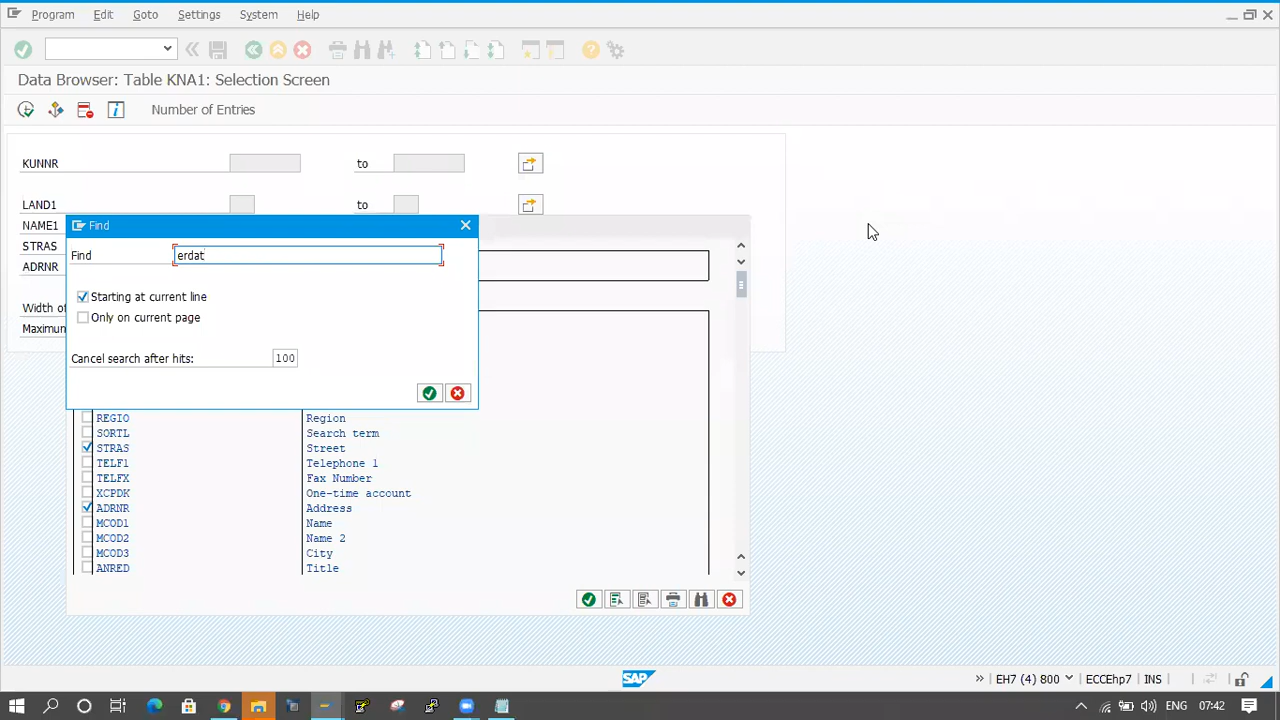 Program Edit Goto Settings System Help
Data Browser: Table KNA1: Selection Screen
Number of Entries
KUNNR to
LAND1 to
NAME1
STRAS
ADRNR
Width of
Maximun
Find
Find erdat
Starting at current line
Only on current page
Cancel search after hits: 100
REGIO Region
SORTL Search term
STRAS Street
TELF1 Telephone 1
TELFX Fax Number
XCPDK One-time account
ADRNR Address
MCOD1 Name
MCOD2 Name 2
MCOD3 City
ANRED Title
SAP
EH7 (4) 800 ECCEhp7 INS
ENG 07:42